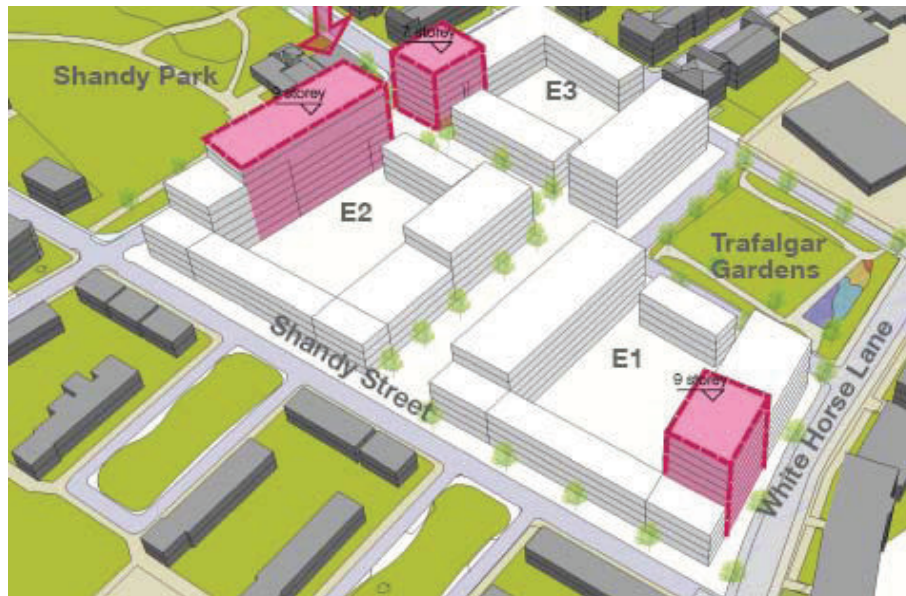 7 storey
Shandy Park
9 storey
E3
E2
Trafalgar
Gardens
Shandy Street
E1
9 storey
White Horse Lane